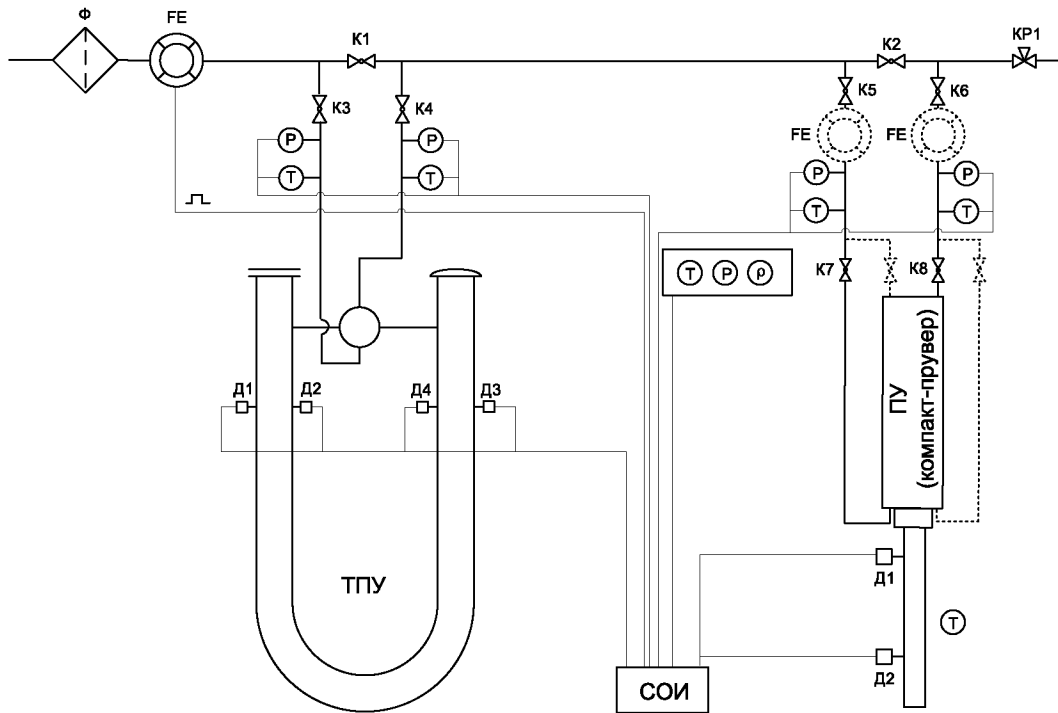 Ф
FE
К1
К2
КР1
К3
К4
К5
К6
FE
FE
P
P
T
T
P
P
T
T
T
P
ρ
К7
К8
Д1
Д2
Д4
Д3
ПУ
(компакт-прувер)
ТПУ
Д1
T
Д2
СОИ